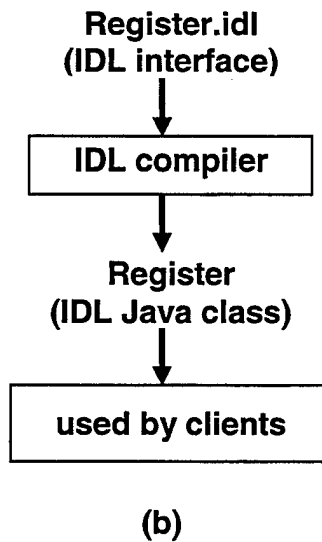 Register.idl
(IDL interface)
IDL compiler
Register
(IDL Java class)
used by clients
(b)